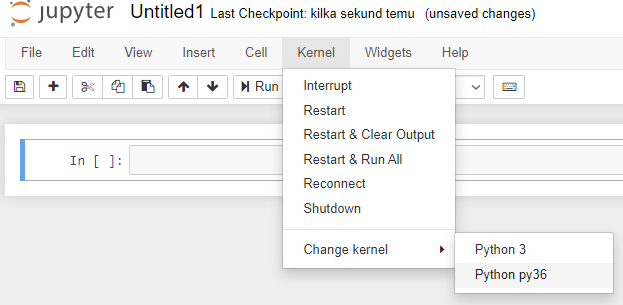 jupyter Untitled1 Last Checkpoint: kilka sekund temu (unsaved changes)
File Edit View Insert Cell Kernel Widgets Help
Run
Interrupt
Restart
Restart & Clear Output
Restart & Run All
Reconnect
Shutdown
Change kernel
Python 3
Python py36
In [ ]: